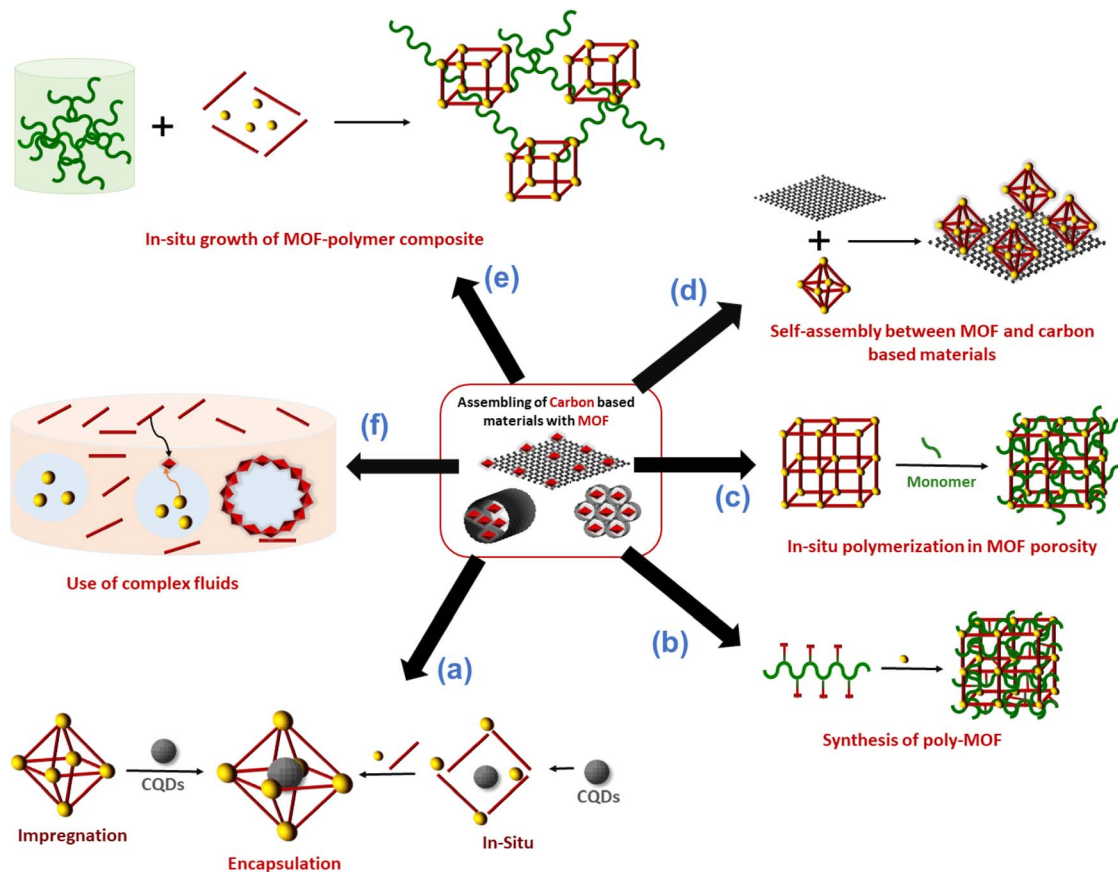 +
In-situ growth of MOF-polymer composite
(e)
(d)
+
Self-assembly between MOF and carbon
based materials
Assembling of Carbon based
materials with MOF
(f)
Use of complex fluids
(c)
Monomer
In-situ polymerization in MOF porosity
(b)
Synthesis of poly-MOF
(a)
CQDs
CQDs
Impregnation
In-Situ
Encapsulation